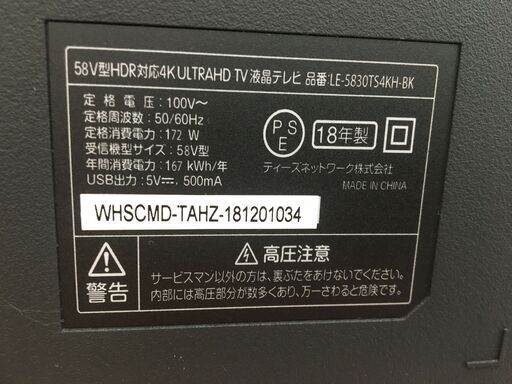 58V型HDR対応4K ULTRAHD TV 液晶テレビ 品番:LE-5830TS4KH-BK
定格電圧:100V～
定格周波数:50/60Hz
定格消費電力:172 W
受信機型サイズ:58V型
年間消費電力:167 kWh/年
USB出力:5V⎓ 500mA
PS
E
18年製
ティーズネットワーク株式会社
MADE IN CHINA
WHSCMD-TAHZ-181201034
警告
高圧注意
サービスマン以外の方は、裏ぶたをあけないでください。
内部には高圧部分が数多くあり、万一さわると危険です。